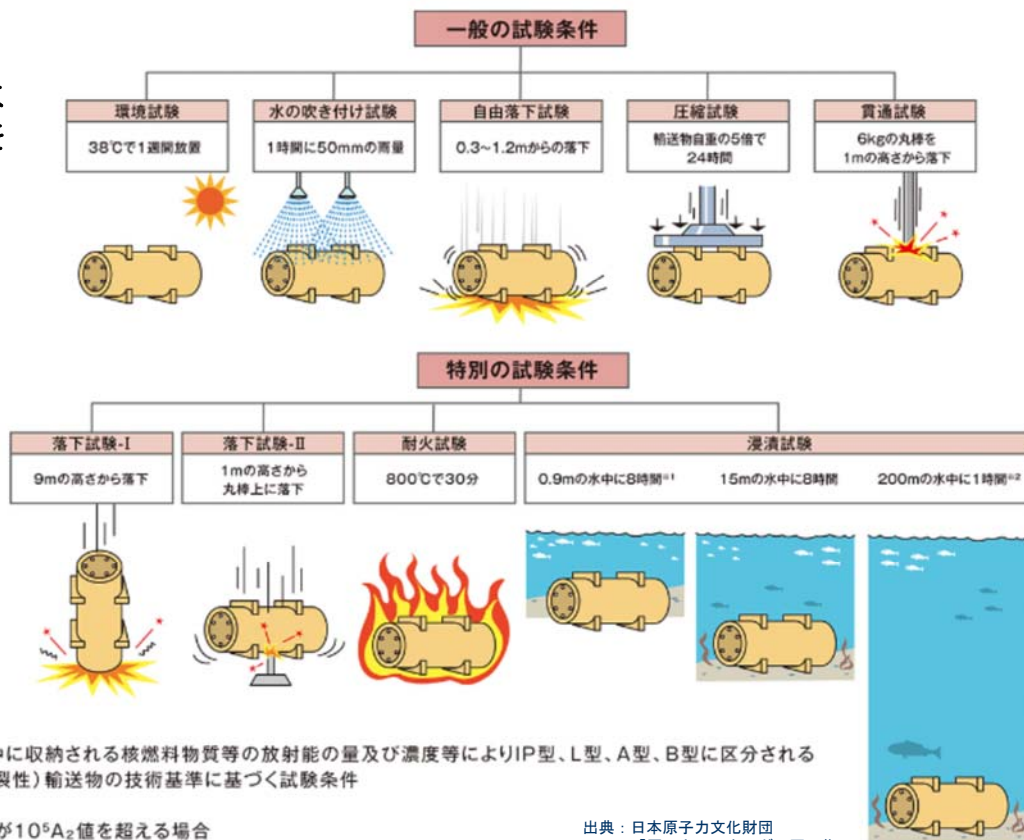 一般の試験条件
環境試験
38℃で1週間放置
水の吹き付け試験
1時間に50mmの雨量
自由落下試験
0.3～1.2mからの落下
圧縮試験
輸送物自重の5倍で
24時間
貫通試験
6kgの丸棒を
1mの高さから落下
特別の試験条件
落下試験-Ⅰ
9mの高さから落下
落下試験-Ⅱ
1mの高さから
丸棒上に落下
耐火試験
800℃で30分
浸漬試験
0.9mの水中に8時間※1
15mの水中に8時間
200mの水中に1時間※2
に収納される核燃料物質等の放射能の量及び濃度等によりIP型、L型、A型、B型に区分される
裂性）輸送物の技術基準に基づく試験条件
が10⁵A₂値を超える場合
出典：日本原子力文化財団